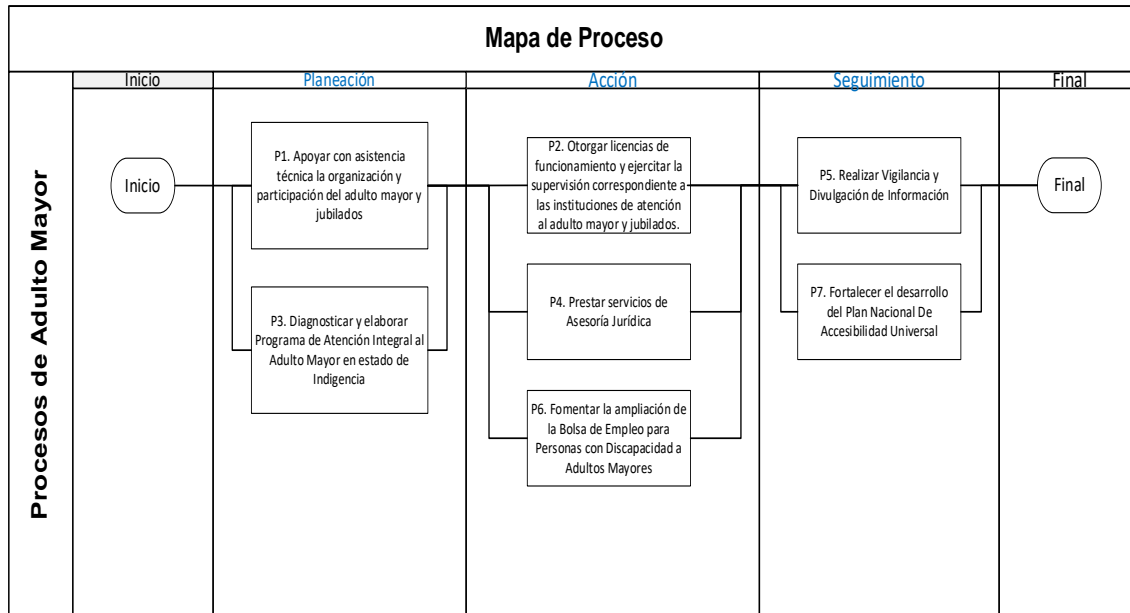 Mapa de Proceso
Inicio
Planeación
Acción
Seguimiento
Final
Procesos de Adulto Mayor
Inicio
P1. Apoyar con asistencia
técnica la organización y
participación del adulto mayor y
jubilados
P3. Diagnosticar y elaborar
Programa de Atención Integral al
Adulto Mayor en estado de
Indigencia
P2. Otorgar licencias de
funcionamiento y ejercitar la
supervisión correspondiente a
las instituciones de atención
al adulto mayor y jubilados.
P4. Prestar servicios de
Asesoría Jurídica
P6. Fomentar la ampliación de
la Bolsa de Empleo para
Personas con Discapacidad a
Adultos Mayores
P5. Realizar Vigilancia y
Divulgación de Información
P7. Fortalecer el desarrollo
del Plan Nacional De
Accesibilidad Universal
Final